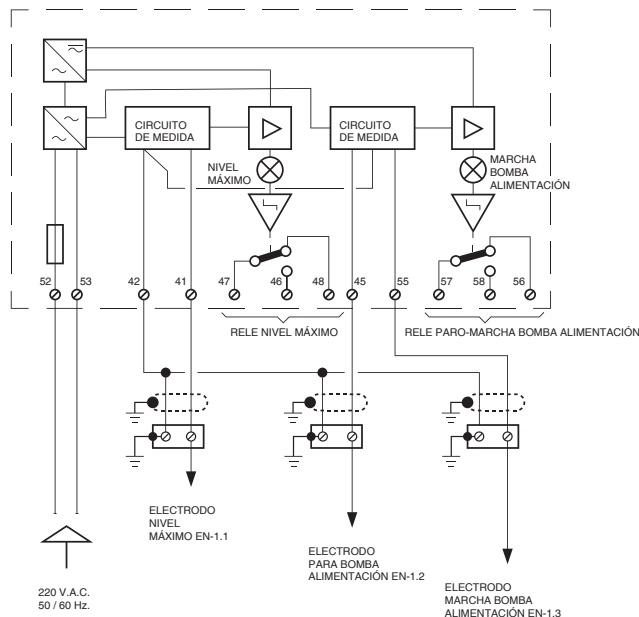 CIRCUITO
DE MEDIDA
CIRCUITO
DE MEDIDA
NIVEL
MÁXIMO
MARCHA
BOMBA
ALIMENTACIÓN
52
53
42
41
47
46
48
45
55
57
58
56
RELE NIVEL MÁXIMO
RELE PARO-MARCHA BOMBA ALIMENTACIÓN
ELECTRODO
NIVEL
MÁXIMO EN-1.1
ELECTRODO
PARA BOMBA
ALIMENTACIÓN EN-1.2
ELECTRODO
MARCHA BOMBA
ALIMENTACIÓN EN-1.3
220 V.A.C.
50 / 60 Hz.